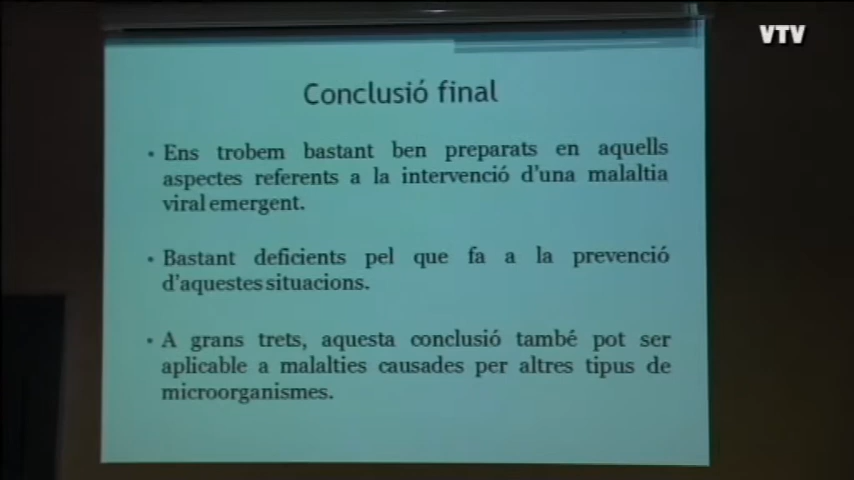 VTV
Conclusió final
• Ens trobem bastant ben preparats en aquells
aspectes referents a la intervenció d'una malaltia
viral emergent.
• Bastant deficients pel que fa a la prevenció
d'aquestes situacions.
• A grans trets, aquesta conclusió també pot ser
aplicable a malalties causades per altres tipus de
microorganismes.